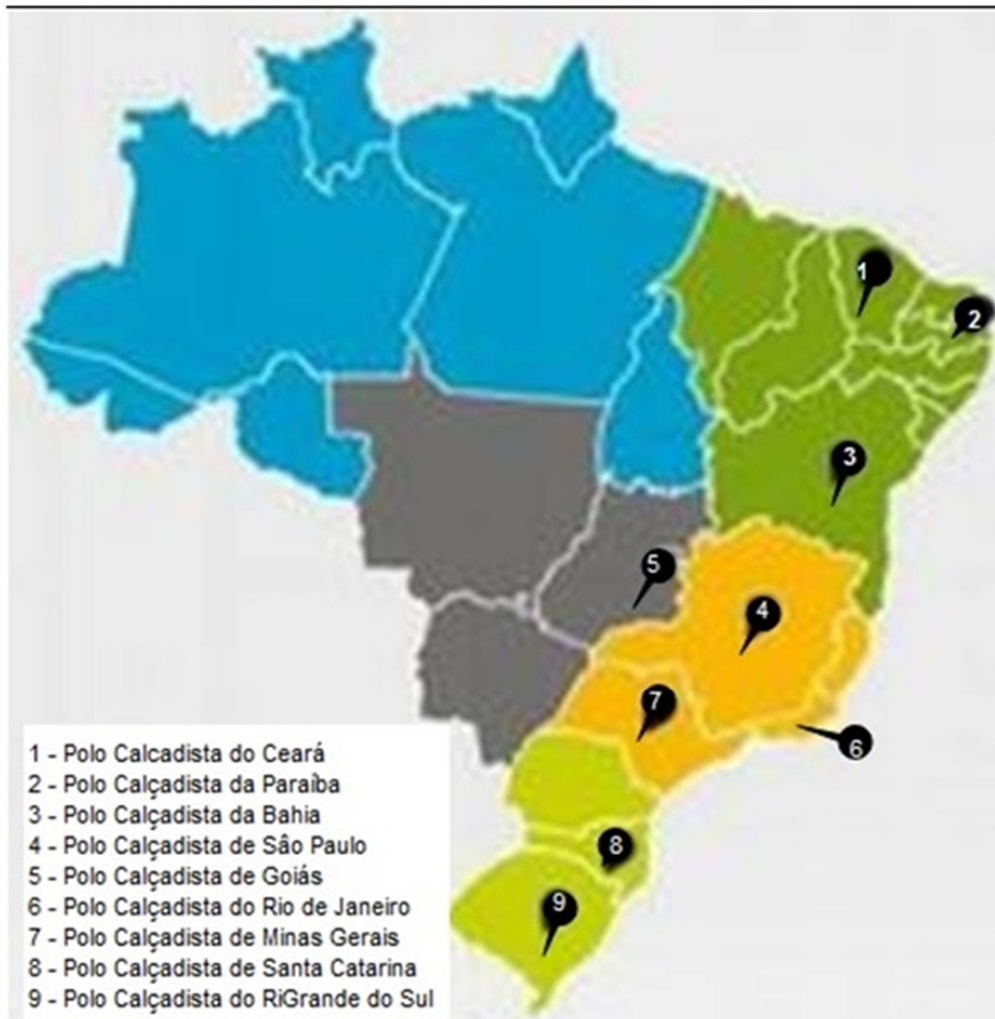 1
2
3
5
4
7
6
8
9
1 - Polo Calcadista do Ceará
2 - Polo Calçadista da Paraíba
3 - Polo Calçadista da Bahia
4 - Polo Calçadista de Sâo Paulo
5 - Polo Calçadista de Goiás
6 - Polo Calçadista do Rio de Janeiro
7 - Polo Calçadista de Minas Gerais
8 - Polo Calçadista de Santa Catarina
9 - Polo Calçadista do RiGrande do Sul